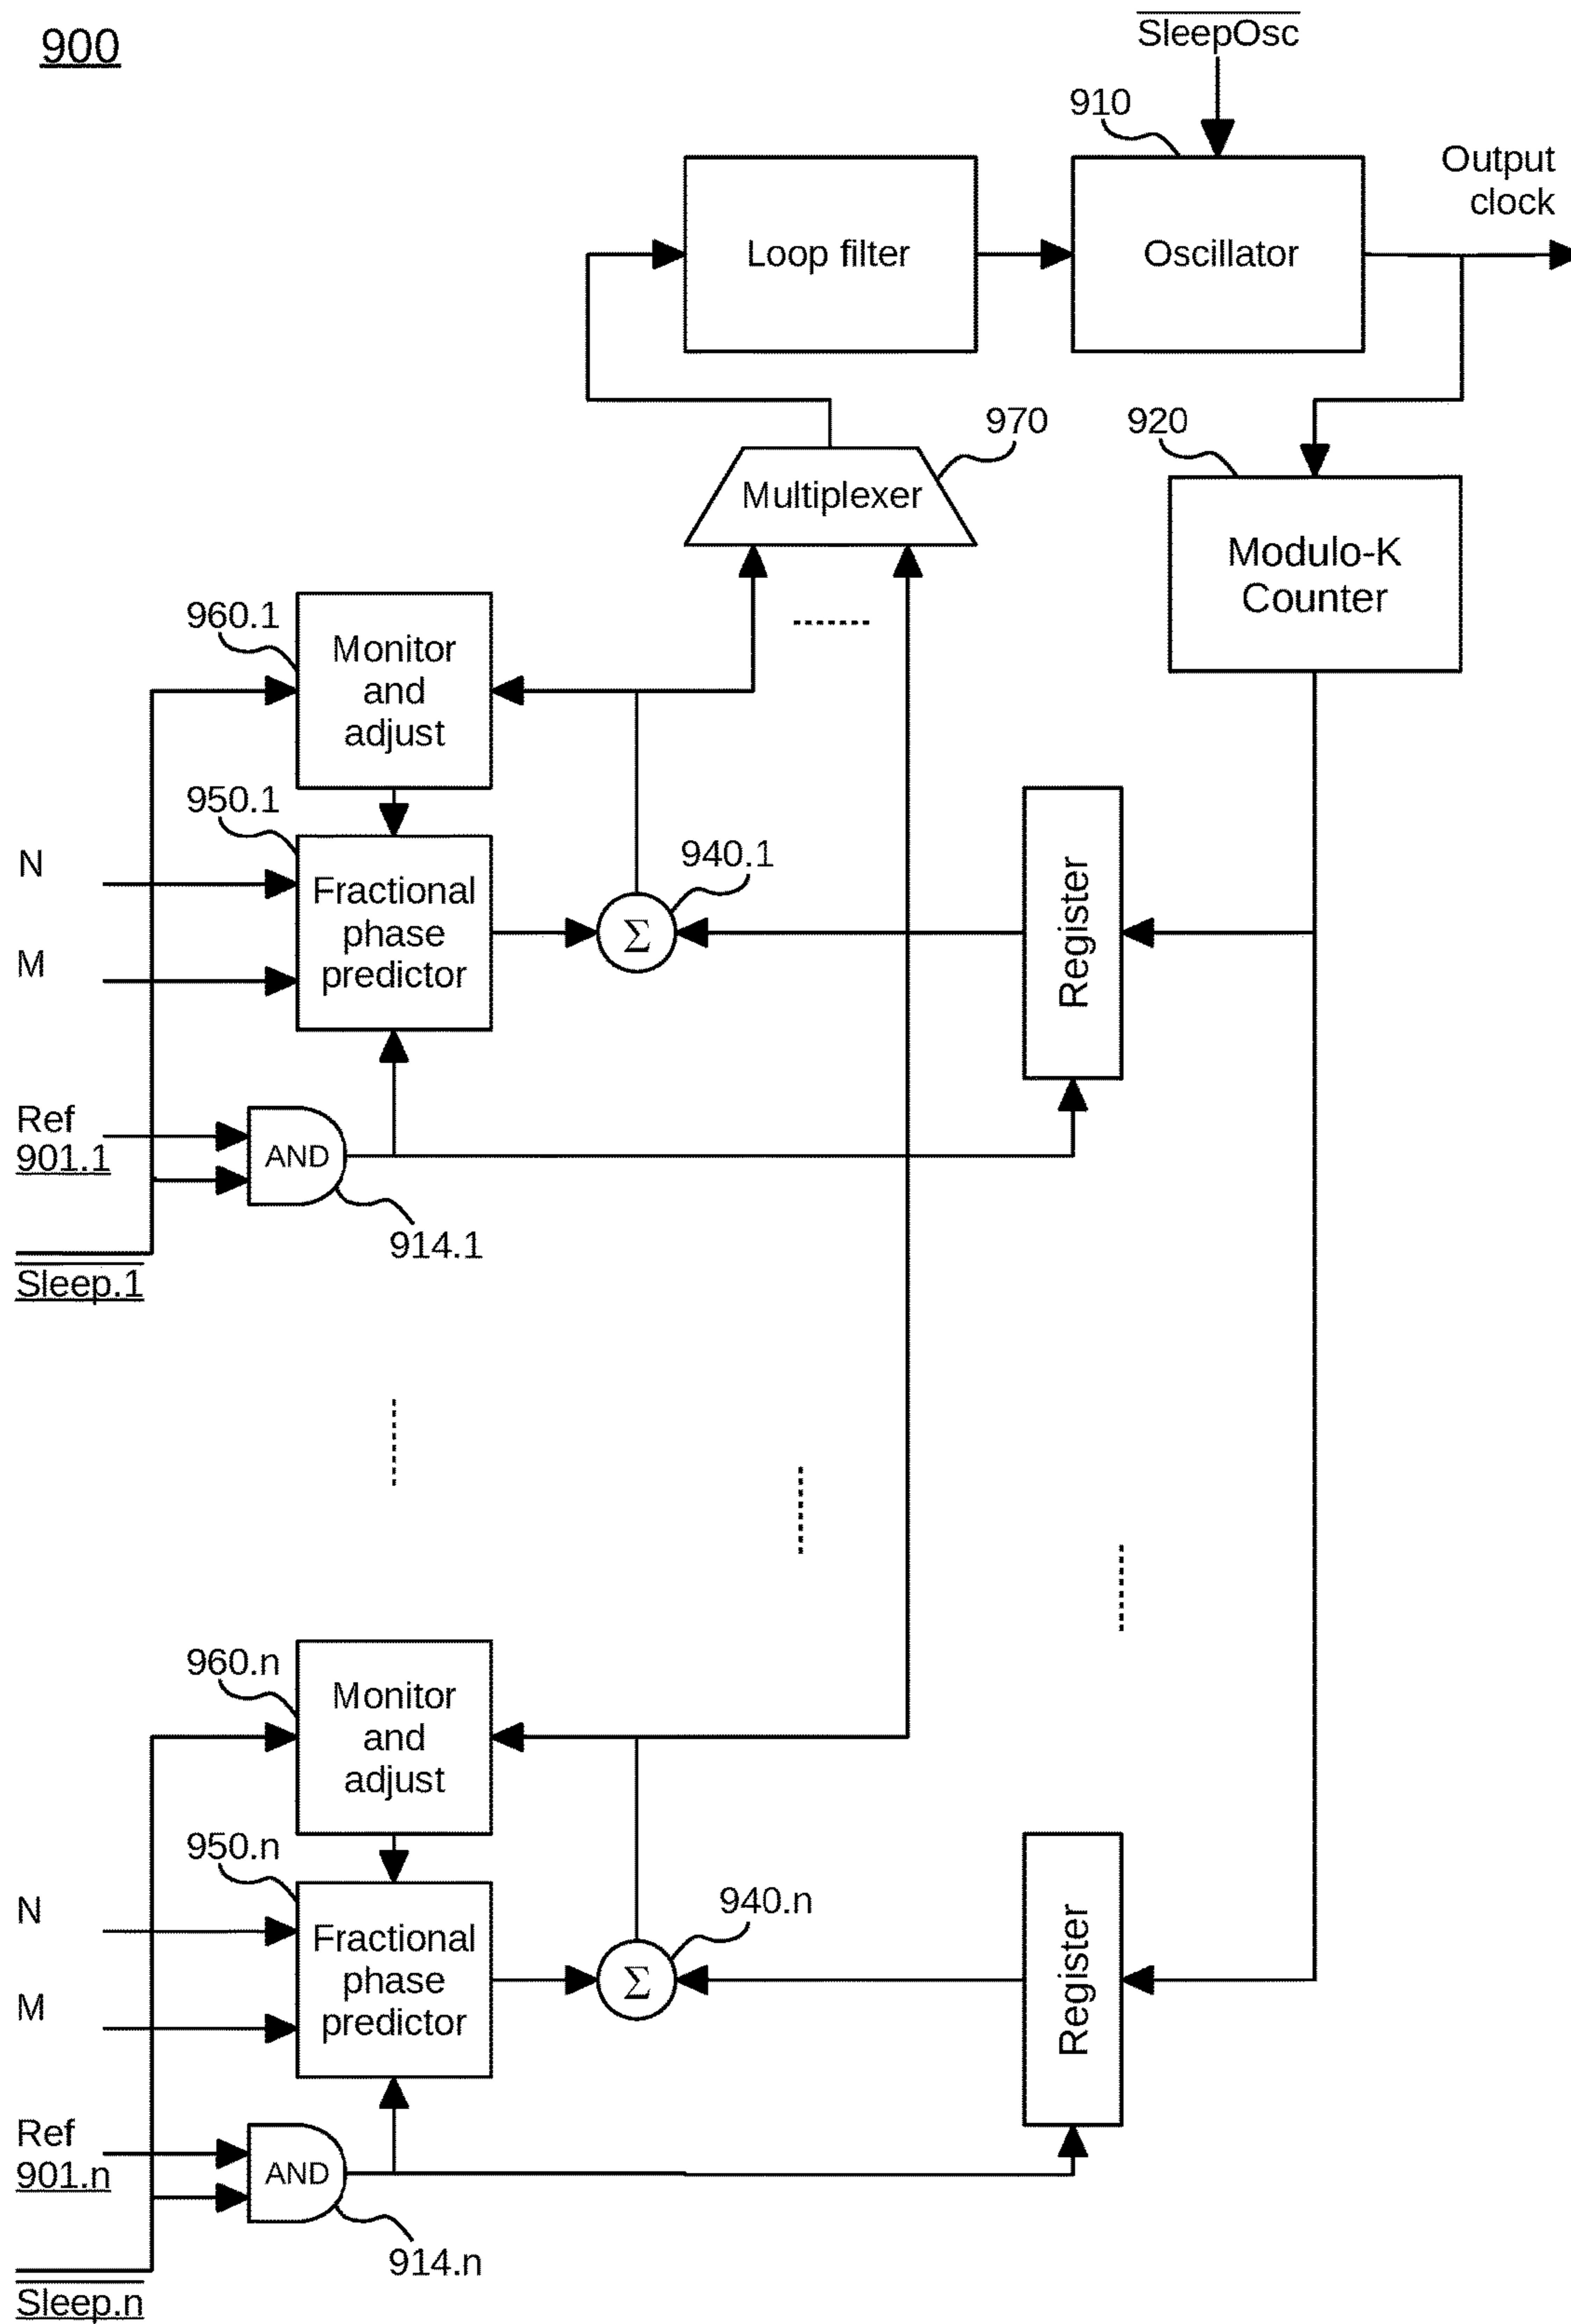 900
SleepOsc
910
Output
clock
Loop filter
Oscillator
970
920
Multiplexer
Modulo-K
Counter
960.1
Monitor
and
adjust
950.1
N
940.1
Fractional
phase
predictor
Σ
Register
M
Ref
901.1
AND
914.1
Sleep.1
960.n
Monitor
and
adjust
950.n
N
940.n
Fractional
phase
predictor
Σ
Register
M
Ref
901.n
AND
914.n
Sleep.n